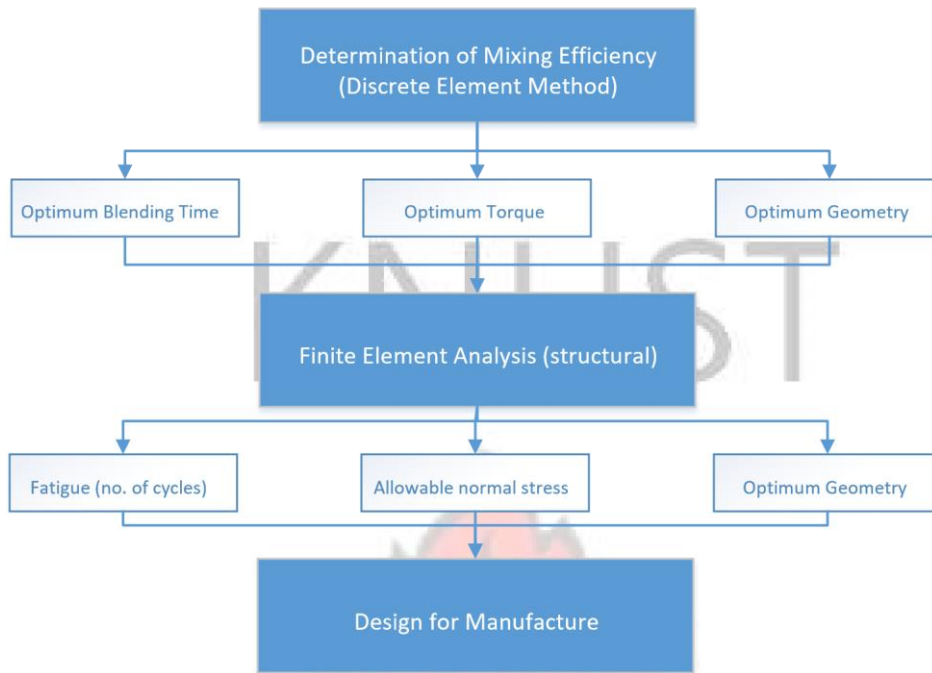 Determination of Mixing Efficiency
(Discrete Element Method)
Optimum Blending Time
Optimum Torque
Optimum Geometry
KNUST
Finite Element Analysis (structural)
Fatigue (no. of cycles)
Allowable normal stress
Optimum Geometry
Design for Manufacture